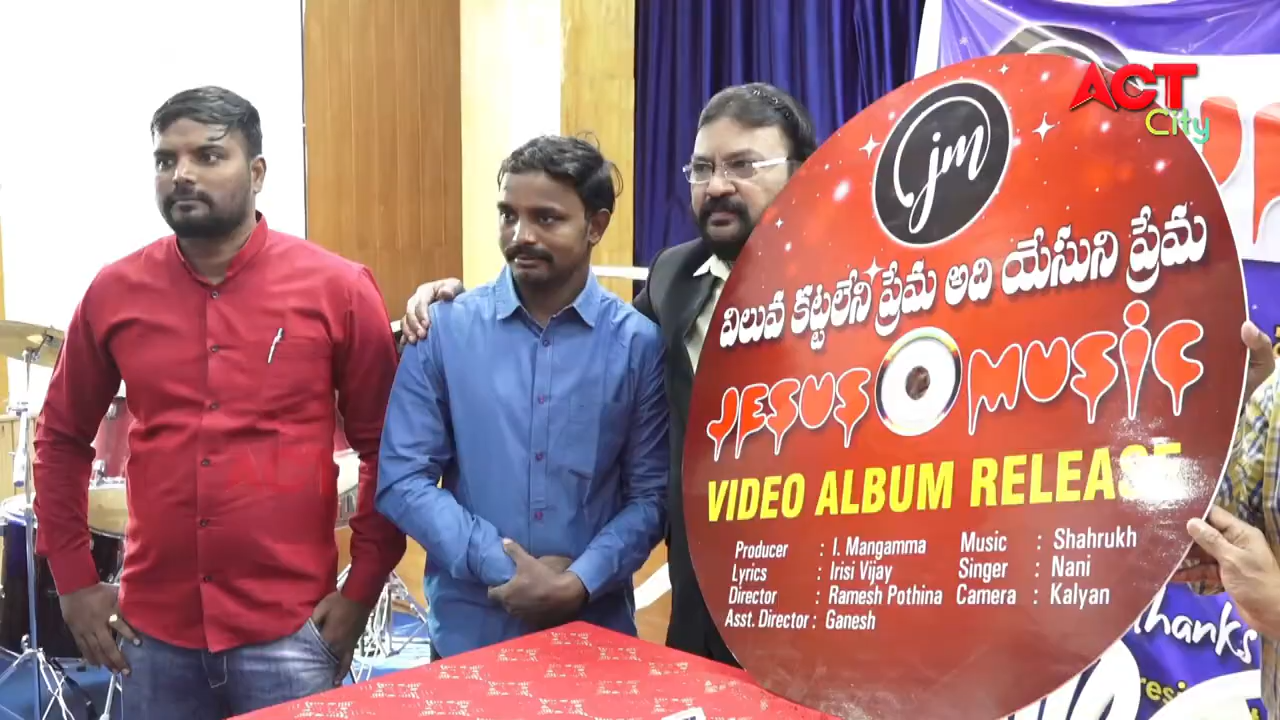 ACT
City
jm
విలువ కట్టలేని ప్రేమ అది యేసుని ప్రేమ
JESUS MUSIC
VIDEO ALBUM RELEASE
Producer : I. Mangamma Music : Shahrukh
Lyrics : Irisi Vijay Singer : Nani
Director : Ramesh Pothina Camera : Kalyan
Asst. Director : Ganesh
Thanks